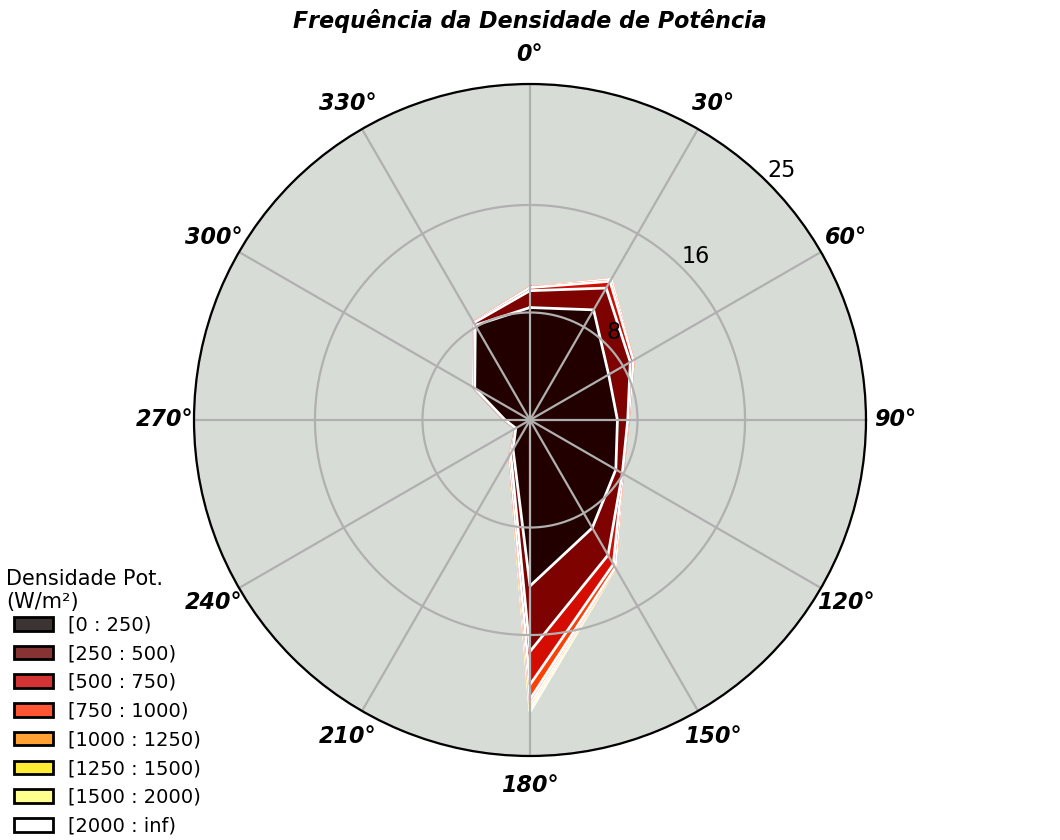 Frequência da Densidade de Potência
0°
330°
30°
25
300°
60°
16
8
270°
90°
240°
120°
210°
150°
180°
Densidade Pot.
(W/m²)
[0 : 250)
[250 : 500)
[500 : 750)
[750 : 1000)
[1000 : 1250)
[1250 : 1500)
[1500 : 2000)
[2000 : inf)